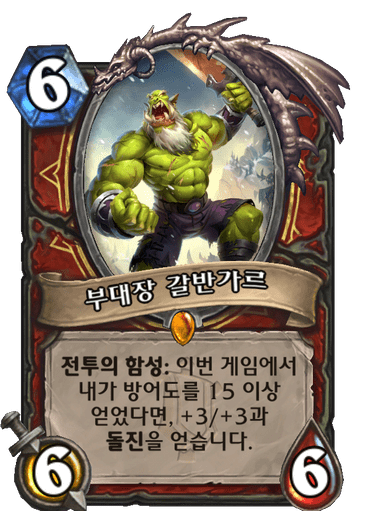 6
부대장 갈반가르
전투의 함성: 이번 게임에서
내가 방어도를 15 이상
얻었다면, +3/+3과
돌진을 얻습니다.
6
6